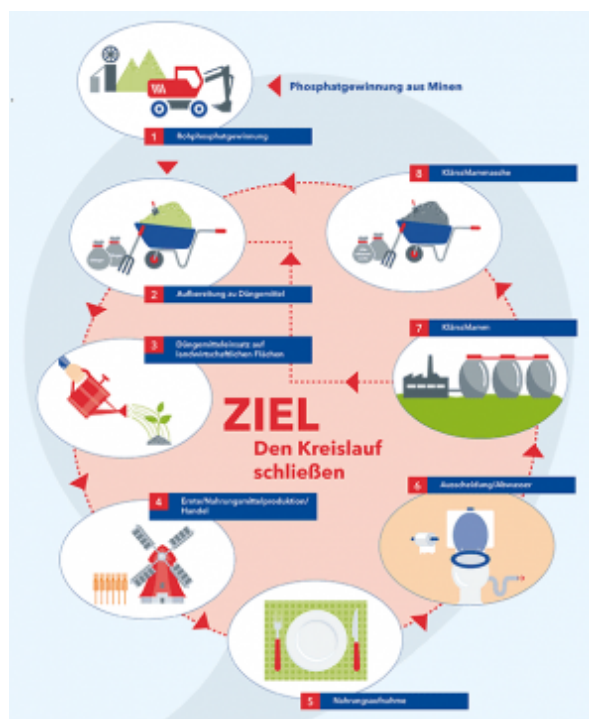 Phosphatgewinnung aus Minen
1 Rohphosphatgewinnung
8 Klärschlammasche
2 Aufbereitung zu Düngemittel
3 Düngemitteleinsatz auf
landwirtschaftlichen Flächen
7 Klärschlamm
ZIEL
Den Kreislauf
schließen
4 Ernte/Nahrungsmittelproduktion/
Handel
6 Ausscheidung/Abwasser
5 Nahrungsaufnahme